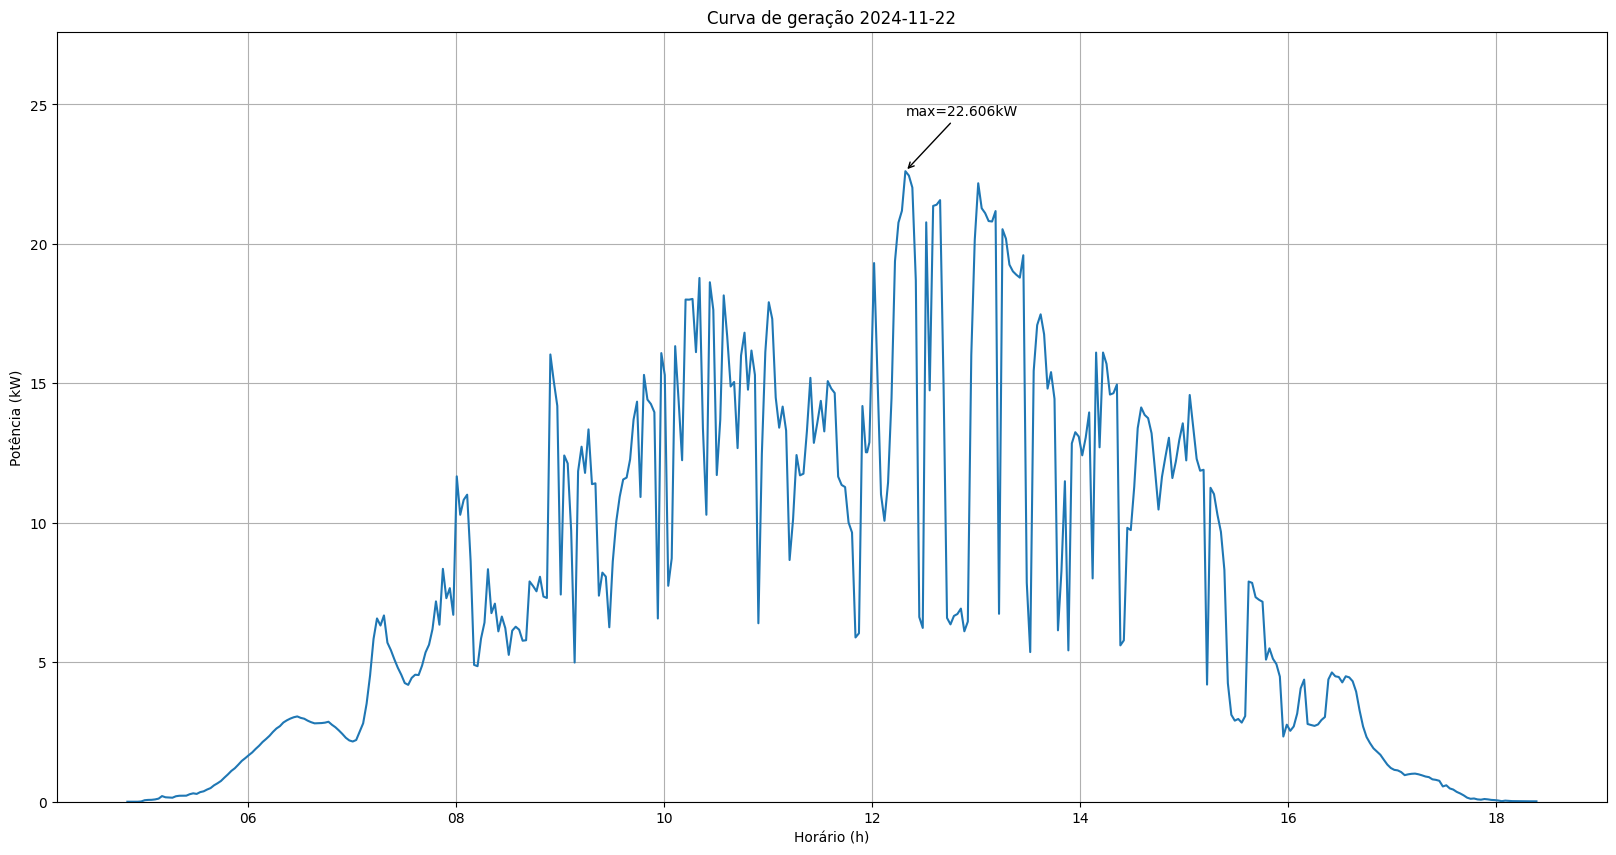 Curva de geração 2024-11-22
max=22.606kW
Potência (kW)
25
20
15
10
5
0
06 08 10 12 14 16 18
Horário (h)